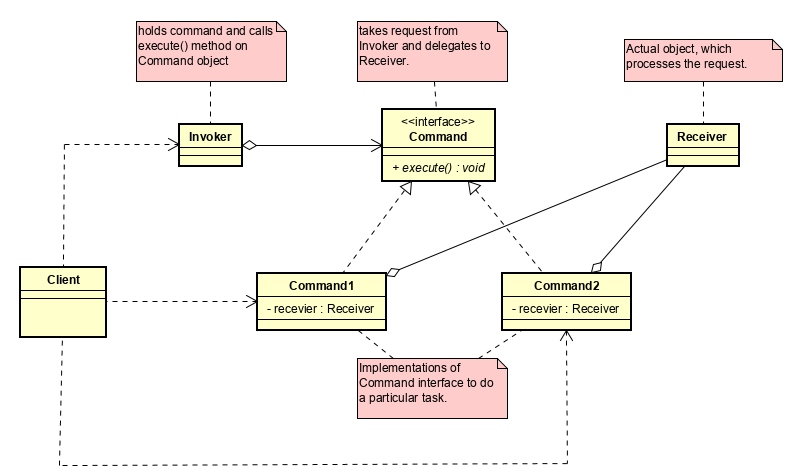 holds command and calls
execute() method on
Command object
takes request from
Invoker and delegates to
Receiver.
Actual object, which
processes the request.
Invoker
<<interface>>
Command
+ execute() : void
Receiver
Client
Command1
- recevier : Receiver
Command2
- recevier : Receiver
Implementations of
Command interface to do
a particular task.